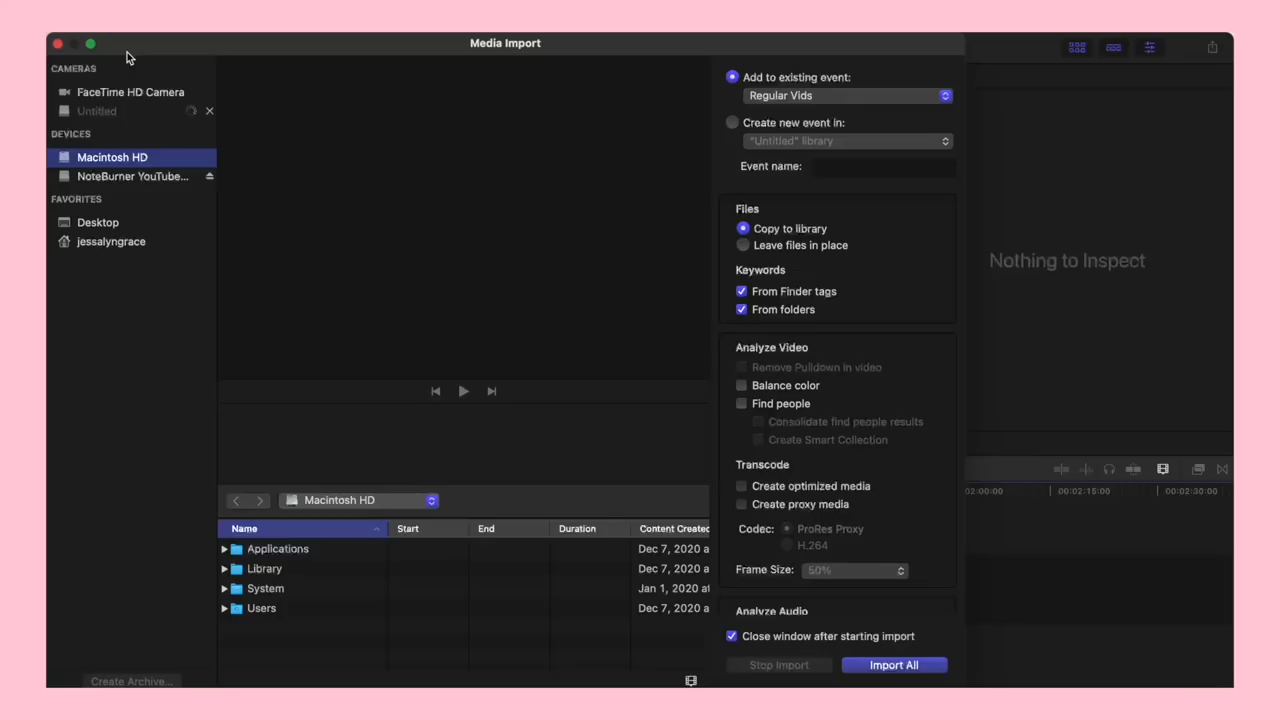 Media Import
CAMERAS
FaceTime HD Camera
Untitled
DEVICES
Macintosh HD
NoteBurner YouTube...
FAVORITES
Desktop
jessalyngrace
Create Archive...
Macintosh HD
Name Start End Duration Content Created
Applications Dec 7, 2020 a
Library Dec 7, 2020 a
System Jan 1, 2020 at
Users Dec 7, 2020 a
Add to existing event:
Regular Vids
Create new event in:
"Untitled" library
Event name:
Files
Copy to library
Leave files in place
Keywords
From Finder tags
From folders
Analyze Video
Remove Pulldown in video
Balance color
Find people
Consolidate find people results
Create Smart Collection
Transcode
Create optimized media
Create proxy media
Codec: ProRes Proxy
H.264
Frame Size: 50%
Analyze Audio
Close window after starting import
Stop Import Import All
Nothing to Inspect
02:00:00 00:02:15:00 00:02:30:00